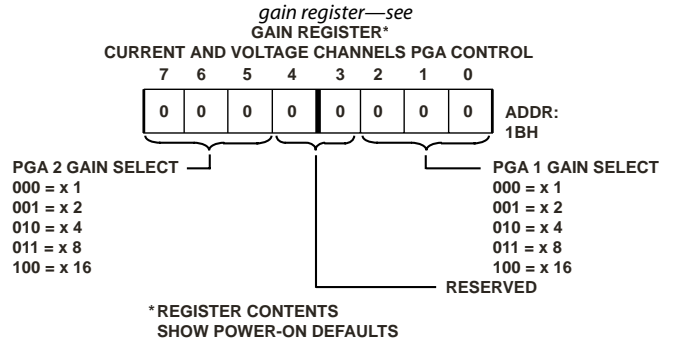 gain register—see
GAIN REGISTER*
CURRENT AND VOLTAGE CHANNELS PGA CONTROL
7 6 5 4 3 2 1 0
0 0 0 0 0 0 0 0
ADDR:
1BH
PGA 2 GAIN SELECT
000 = x 1
001 = x 2
010 = x 4
011 = x 8
100 = x 16
PGA 1 GAIN SELECT
000 = x 1
001 = x 2
010 = x 4
011 = x 8
100 = x 16
RESERVED
*REGISTER CONTENTS
SHOW POWER-ON DEFAULTS